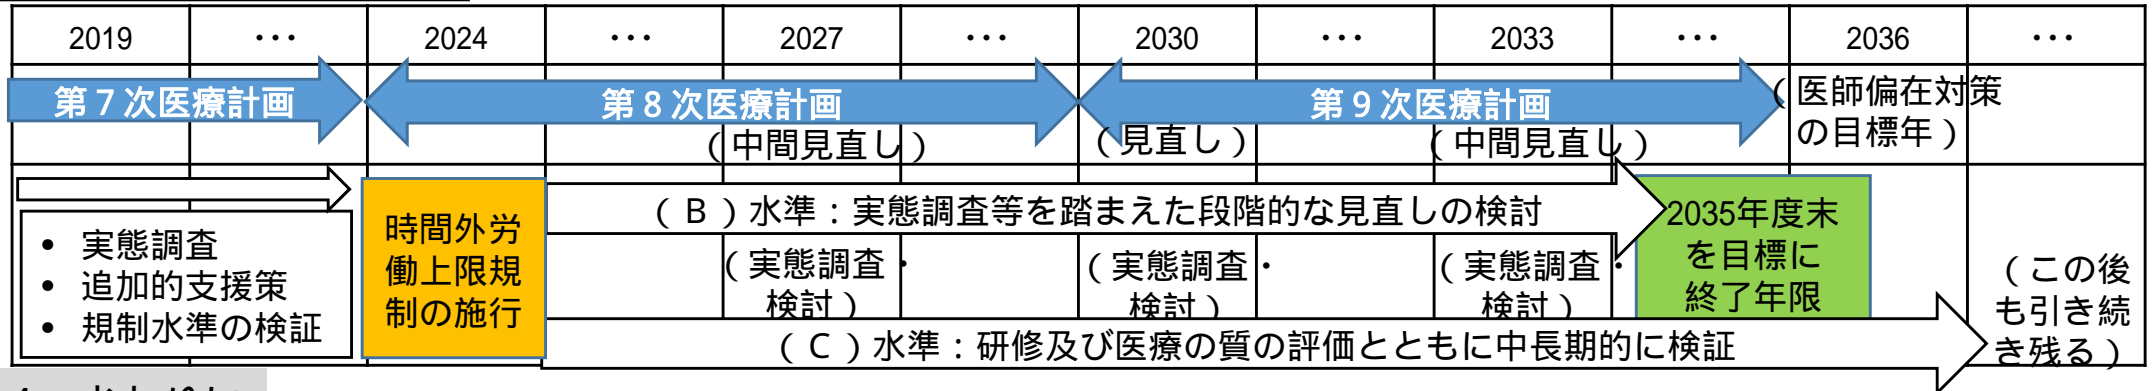 2019 ・・・ 2024 ・・・ 2027 ・・・ 2030 ・・・ 2033 ・・・ 2036 ・・・
第７次医療計画
第８次医療計画
第９次医療計画
（医師偏在対策
の目標年）
（中間見直し）
（見直し）
（中間見直し）
• 実態調査
• 追加的支援策
• 規制水準の検証
時間外労
働上限規
制の施行
（Ｂ）水準：実態調査等を踏まえた段階的な見直しの検討
（実態調査・
検討）
（実態調査・
検討）
（実態調査・
検討）
2035年度末
を目標に
終了年限
（Ｃ）水準：研修及び医療の質の評価とともに中長期的に検証
（この後
も引き続
き残る）